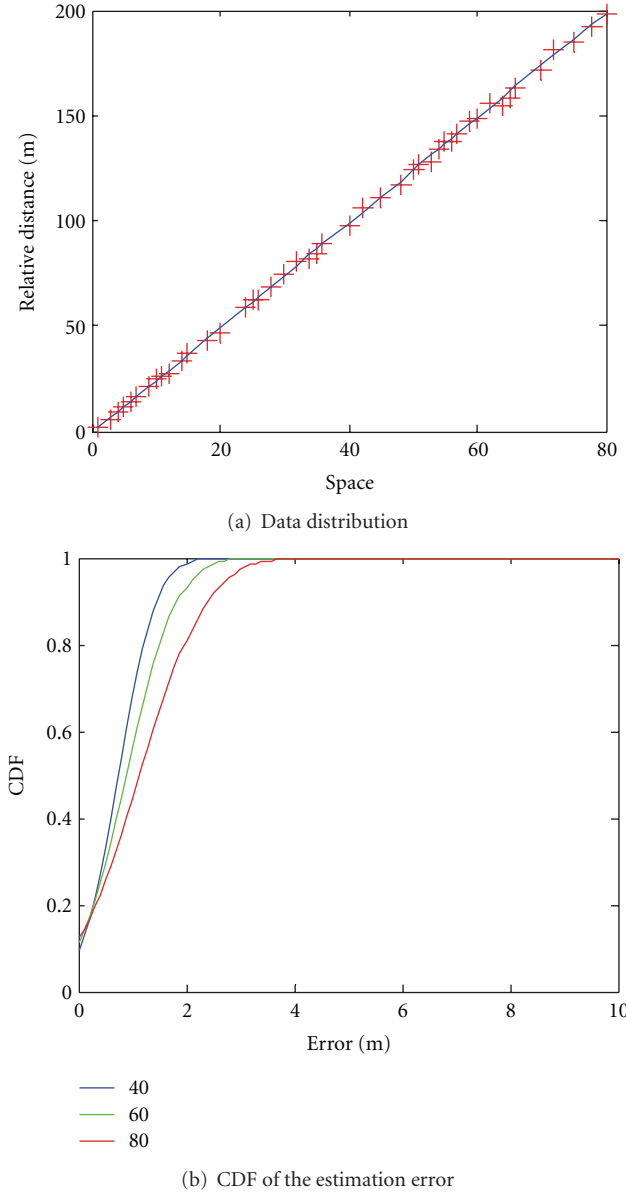 200
150
100
50
0
Relative distance (m)
0 20 40 60 80
Space
(a) Data distribution
1
0.8
0.6
0.4
0.2
0
CDF
0 2 4 6 8 10
Error (m)
40
60
80
(b) CDF of the estimation error